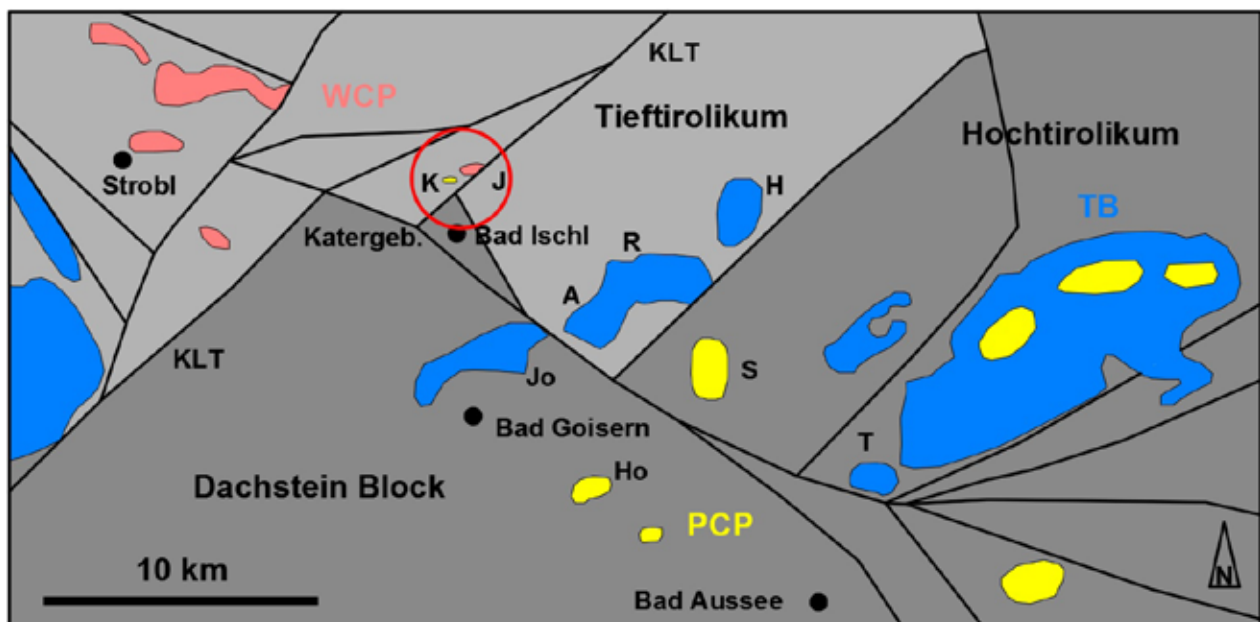 KLT
WCP
Tieftirolikum
Hochtirolikum
Strobl
K
J
H
TB
Katergeb.
Bad Ischl
R
A
KLT
Jo
S
Bad Goisern
T
Ho
Dachstein Block
PCP
10 km
Bad Aussee
N